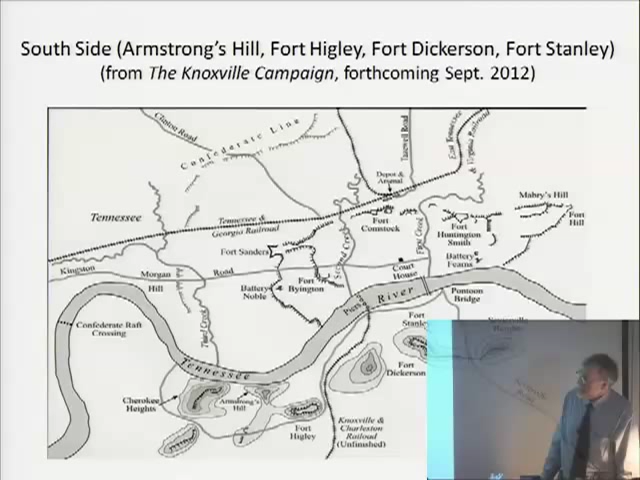 South Side (Armstrong's Hill, Fort Higley, Fort Dickerson, Fort Stanley)
(from The Knoxville Campaign, forthcoming Sept. 2012)
Clinton Road
Confederate Line
Tazewell Road
East Tennessee
& Virginia Railroad
Depot &
Arsenal
Mabry's Hill
Tennessee
Tennessee &
Georgia Railroad
Fort
Comstock
First Creek
Fort
Huntington
Smith
Fort
Hill
Fort Sanders
Second Creek
Battery
Fearns
Kingston
Road
Morgan
Hill
Court
House
Fort
Byington
Battery
Noble
River
Pontoon
Bridge
Confederate Raft
Crossing
Third Creek
Fort
Tennessee
Fort
Dickerson
Cherokee
Heights
Armstrong's
Hill
Fort
Higley
Knoxville &
Charleston
Railroad
(Unfinished)